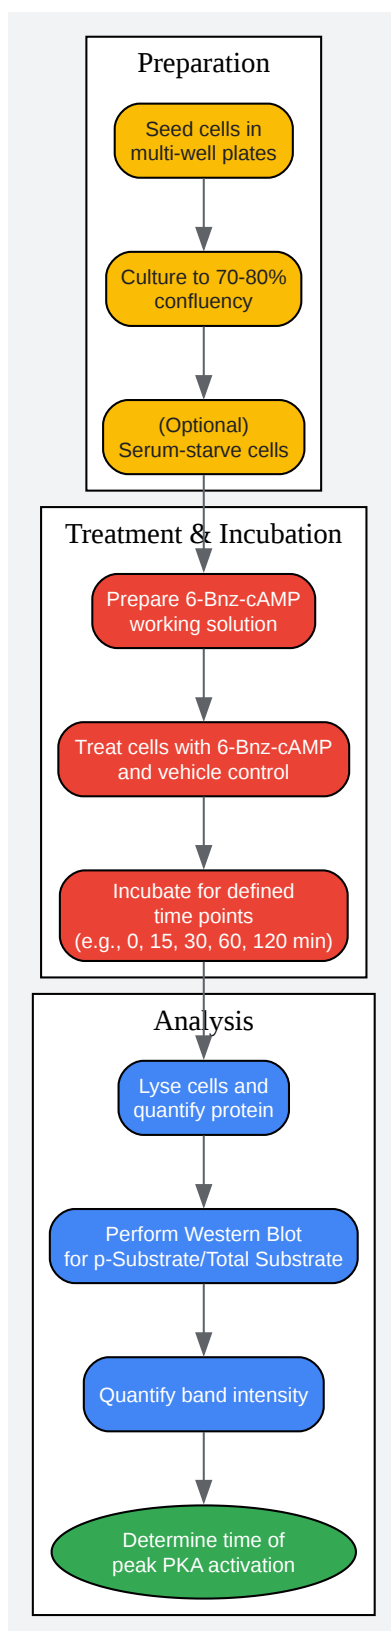 Preparation
Seed cells in
multi-well plates
Culture to 70-80%
confluency
(Optional)
Serum-starve cells
Treatment & Incubation
Prepare 6-Bnz-cAMP
working solution
Treat cells with 6-Bnz-cAMP
and vehicle control
Incubate for defined
time points
(e.g., 0, 15, 30, 60, 120 min)
Analysis
Lyse cells and
quantify protein
Perform Western Blot
for p-Substrate/Total Substrate
Quantify band intensity
Determine time of
peak PKA activation